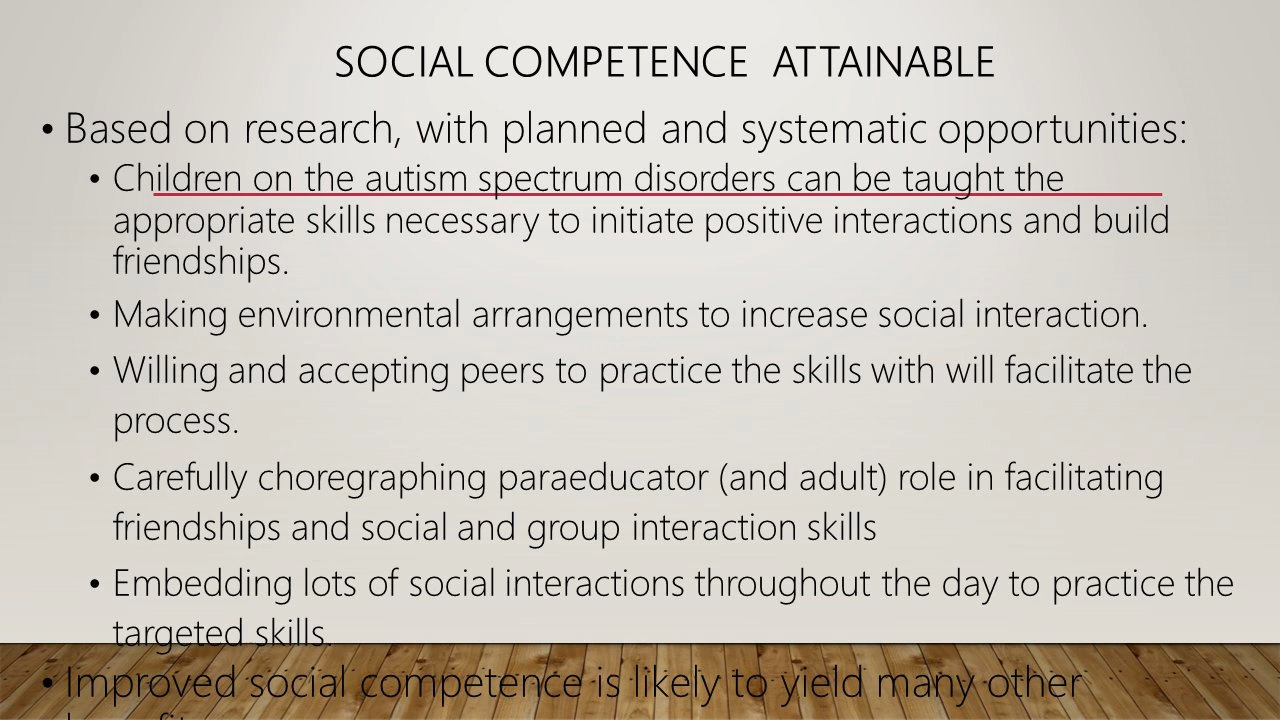 SOCIAL COMPETENCE ATTAINABLE
• Based on research, with planned and systematic opportunities:
• Children on the autism spectrum disorders can be taught the
appropriate skills necessary to initiate positive interactions and build
friendships.
• Making environmental arrangements to increase social interaction.
• Willing and accepting peers to practice the skills with will facilitate the
process.
• Carefully choregraphing paraeducator (and adult) role in facilitating
friendships and social and group interaction skills
• Embedding lots of social interactions throughout the day to practice the
targeted skills.
• Improved social competence is likely to yield many other